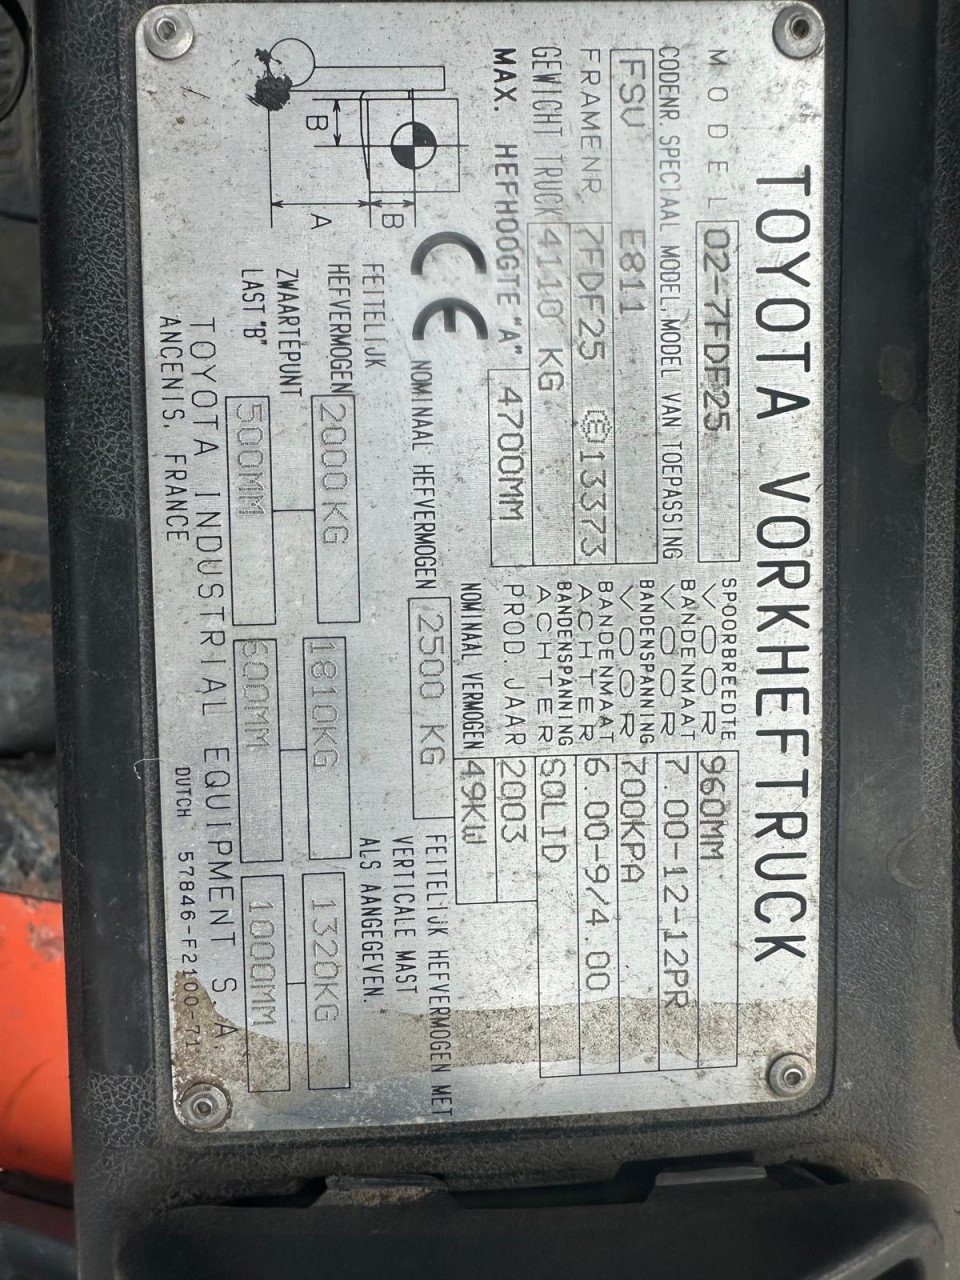 TOYOTA VORKHEFTRUCK
MODEL 02-7FDF25
CODENR. SPECIAAL MODEL, MODEL VAN TOEPASSING
FSV E811
FRAMENR. 7FDF25 @13373
GEWICHT TRUCK 4110 KG
MAX. HEFHOOGTE "A" 4700MM
SPOORBREEDTE
VOOR 960MM
BANDENMAAT
VOOR 7.00-12-12PR
BANDENSPANNING
VOOR 700KPA
BANDENMAAT
ACHTER 6.00-9/4.00
BANDENSPANNING
ACHTER SOLID
PROD. JAAR 2003
NOMINAAL VERMOGEN 49KW
B
B
A
CE
NOMINAAL HEFVERMOGEN 2500 KG
FEITELIJK HEFVERMOGEN MET
VERTICALE MAST
ALS AANGEGEVEN
FEITELIJK
HEFVERMOGEN 2000KG 1810KG 1320KG
ZWAARTEPUNT
LAST "B" 500MM 600MM 1000MM
TOYOTA INDUSTRIAL EQUIPMENT S.A.
ANCENIS, FRANCE
DUTCH 57846-F2100-71